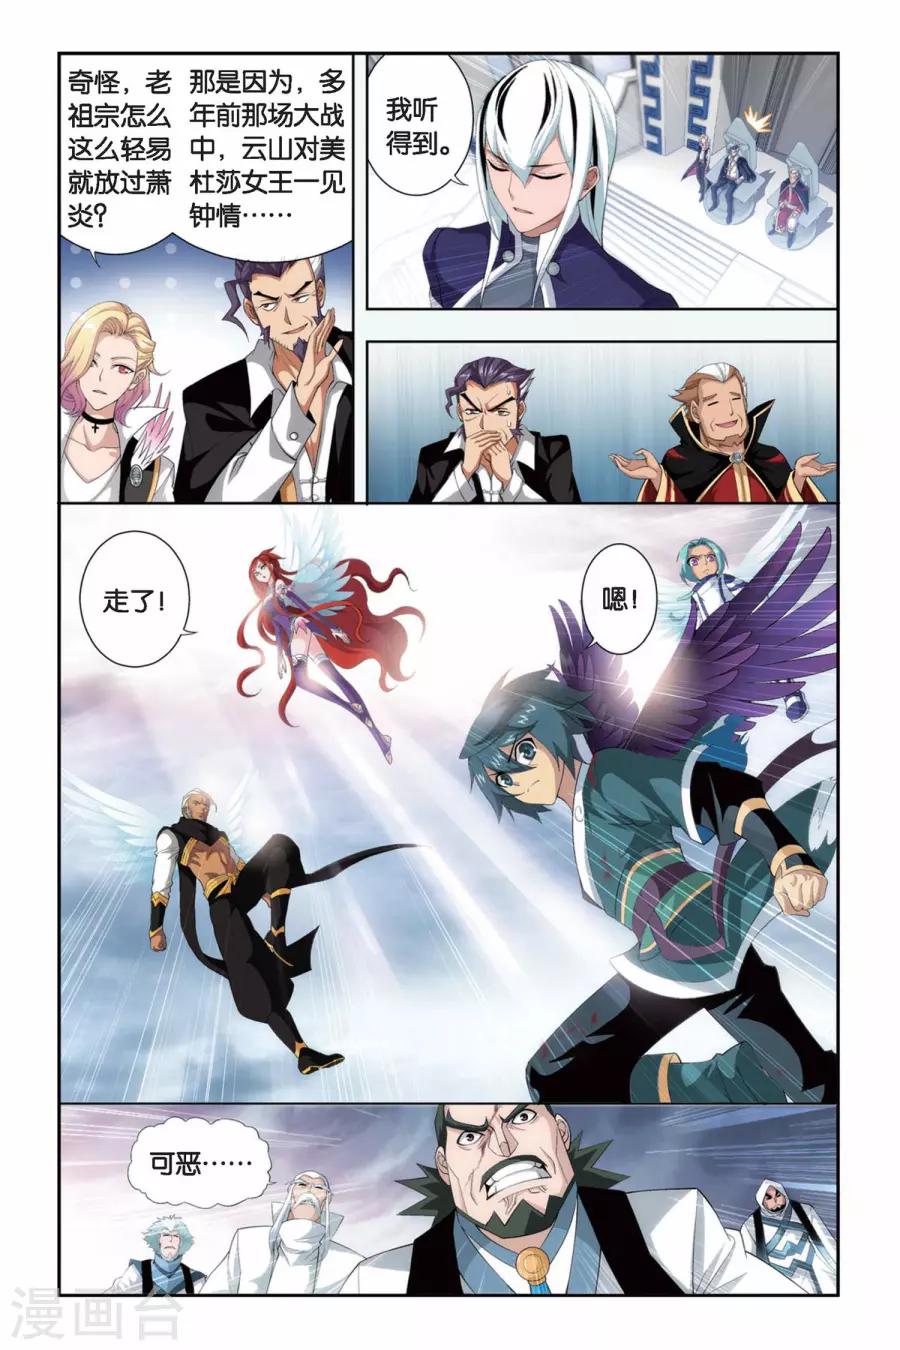 奇怪，老
祖宗怎么
这么轻易
就放过萧
炎？
那是因为，多
年前那场大战
中，云山对美
杜莎女王一见
钟情……
我听
得到。
走了！
嗯！
可恶……
漫画台